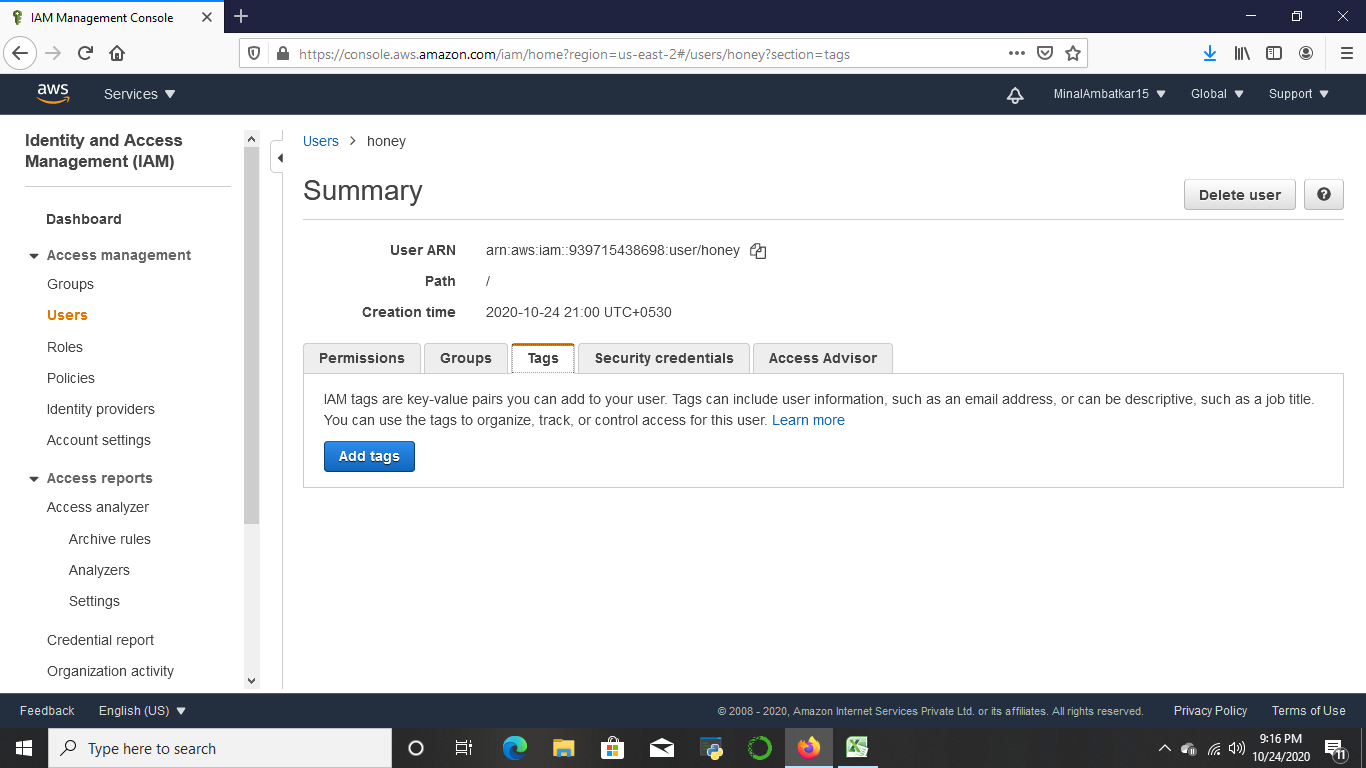 IAM Management Console
https://console.aws.amazon.com/iam/home?region=us-east-2#/users/honey?section=tags
aws
Services
MinalAmbatkar15
Global
Support
Identity and Access
Management (IAM)
Dashboard
Access management
Groups
Users
Roles
Policies
Identity providers
Account settings
Access reports
Access analyzer
Archive rules
Analyzers
Settings
Credential report
Organization activity
Users > honey
Summary
Delete user
?
User ARN arn:aws:iam::939715438698:user/honey
Path /
Creation time 2020-10-24 21:00 UTC+0530
Permissions
Groups
Tags
Security credentials
Access Advisor
IAM tags are key-value pairs you can add to your user. Tags can include user information, such as an email address, or can be descriptive, such as a job title.
You can use the tags to organize, track, or control access for this user. Learn more
Add tags
Feedback
English (US)
© 2008 - 2020, Amazon Internet Services Private Ltd. or its affiliates. All rights reserved.
Privacy Policy
Terms of Use
Type here to search
9:16 PM
10/24/2020
11